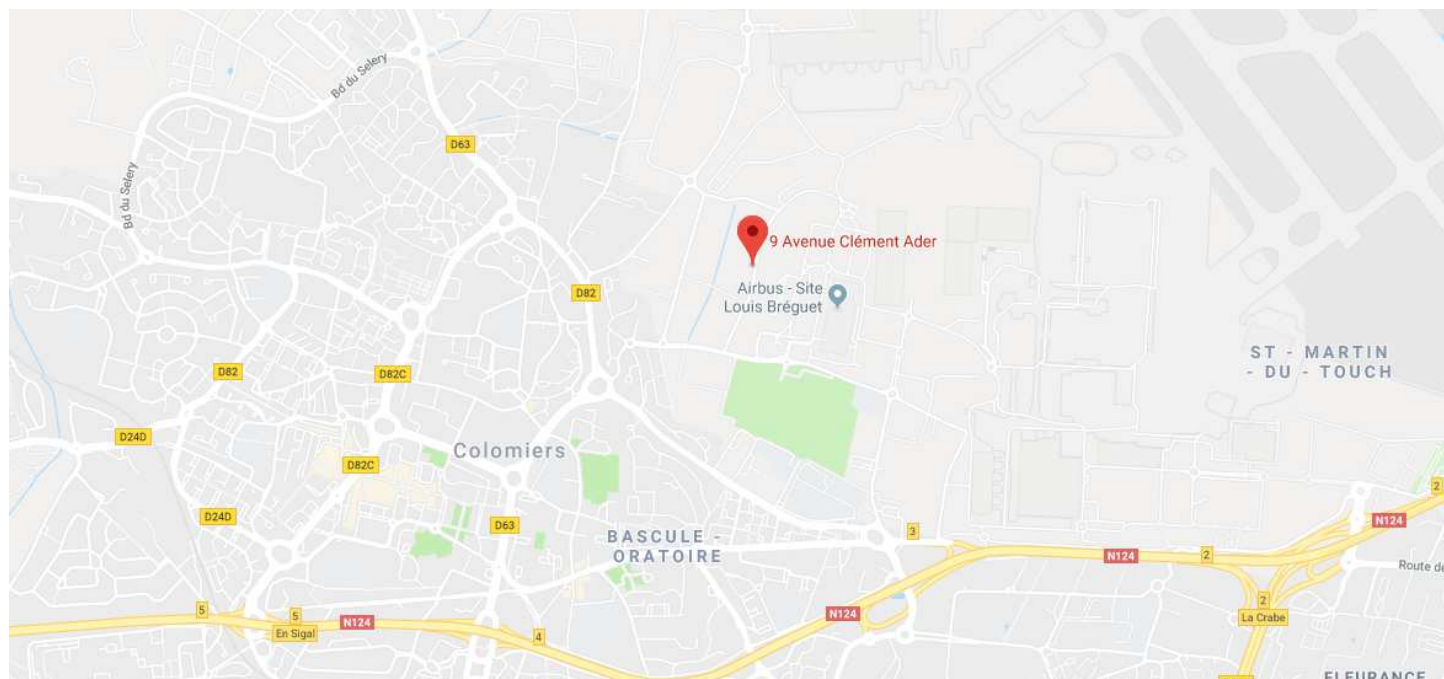 Bd du Selery
D63
Bd du Selery
9 Avenue Clément Ader
Airbus - Site
Louis Bréguet
D82
ST - MARTIN
- DU - TOUCH
D82
D82C
D24D
Colomiers
D82C
2
D24D
D63
BASCULE -
ORATOIRE
3
N124
N124
2
Route de
5
5
N124
En Sigal
4
N124
2
La Crabe
FLEURANCE